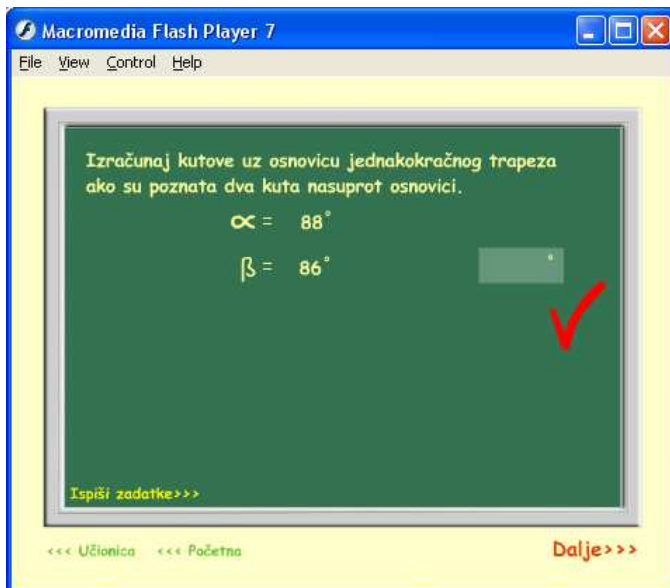 Macromedia Flash Player 7
File View Control Help
Izračunaj kutove uz osnovicu jednakokračnog trapeza
ako su poznata dva kuta nasuprot osnovici.
∝ = 88°
β = 86° °
Ispiši zadatke>>>
<<< Učionica <<< Početna Dalje>>>